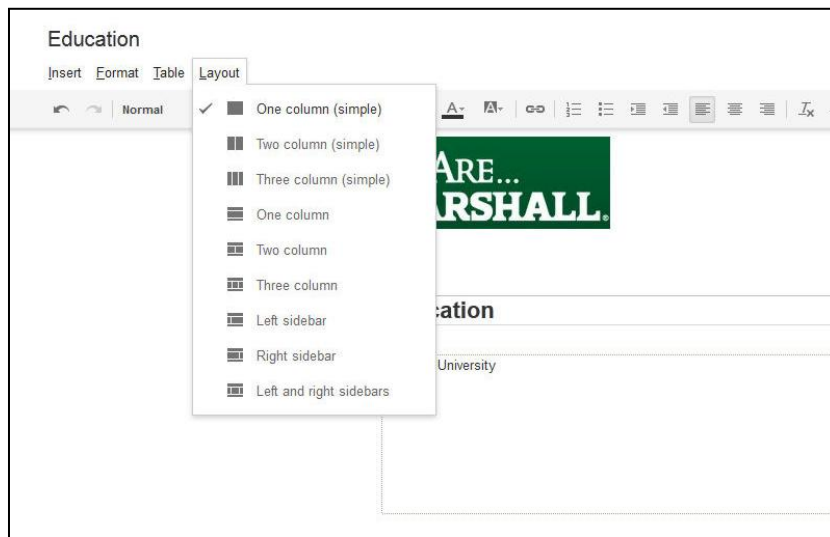 Education
Insert Format Table Layout
Normal
One column (simple)
Two column (simple)
Three column (simple)
One column
Two column
Three column
Left sidebar
Right sidebar
Left and right sidebars
ARE...
RSHALL.
cation
University